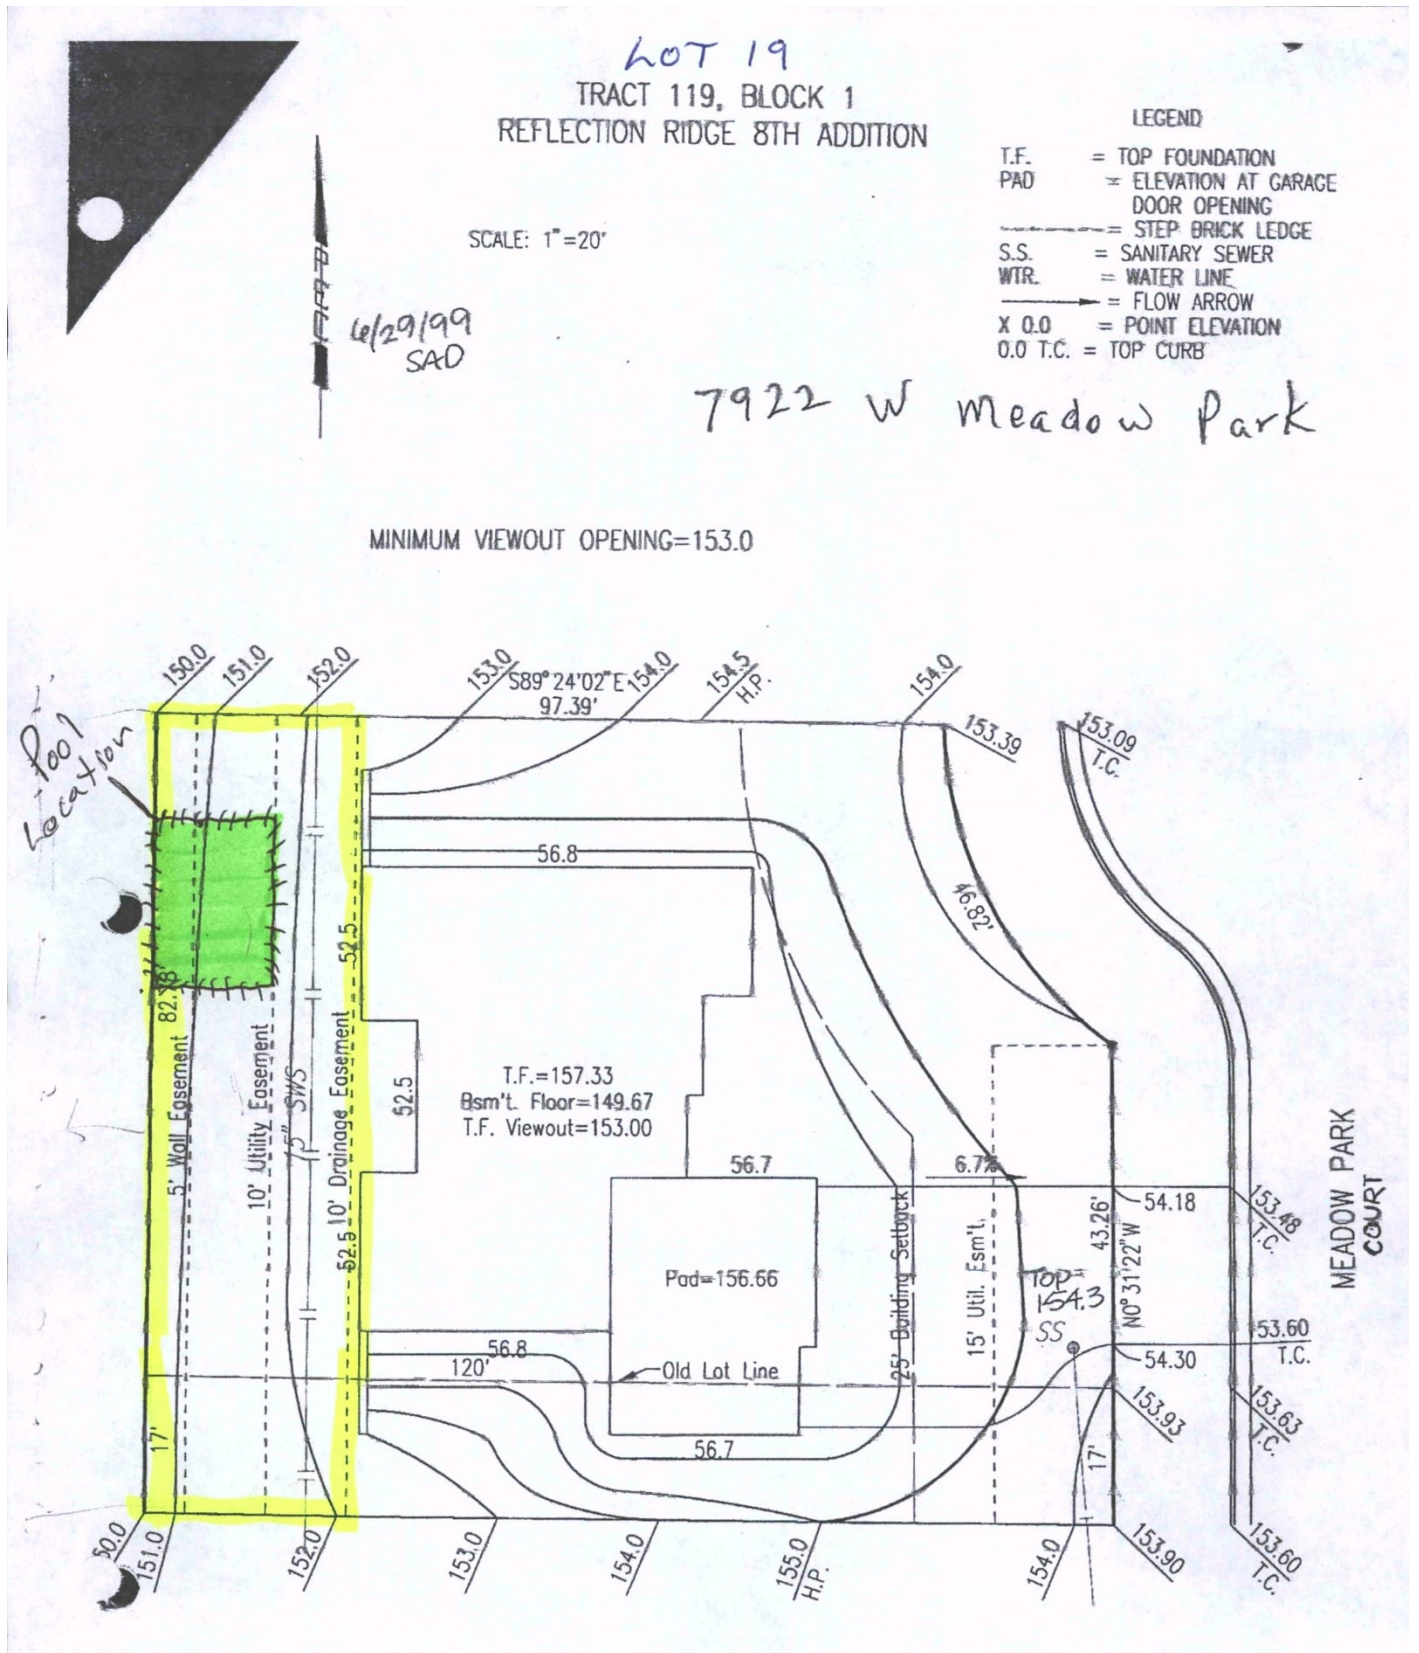 LOT 19
TRACT 119, BLOCK 1
REFLECTION RIDGE 8TH ADDITION
LEGEND
T.F. = TOP FOUNDATION
PAD = ELEVATION AT GARAGE
DOOR OPENING
= STEP BRICK LEDGE
S.S. = SANITARY SEWER
WTR. = WATER LINE
= FLOW ARROW
X 0.0 = POINT ELEVATION
0.0 T.C. = TOP CURB
SCALE: 1"=20'
6/29/99
SAD
7922 W Meadow Park
MINIMUM VIEWOUT OPENING=153.0
150.0
151.0
152.0
153.0
S89°24'02"E
97.39'
154.0
154.5
H.P.
154.0
153.39
153.09
T.C.
Pool
Location
56.8
46.82'
52.5
5' Wall Easement
10' Utility Easement
15" SWS
10' Drainage Easement
52.5
52.5
T.F.=157.33
Bsm't. Floor=149.67
T.F. Viewout=153.00
56.7
6.7%
54.18
153.48
T.C.
25' Building Setback
15' Util. Esm't.
43.26'
N0°31'22"W
MEADOW PARK
COURT
Pad=156.66
Top=
154.3
SS
56.8
120'
Old Lot Line
54.30
153.60
T.C.
153.93
153.63
T.C.
17'
56.7
17'
50.0
151.0
152.0
153.0
154.0
155.0
H.P.
154.0
153.90
153.60
T.C.